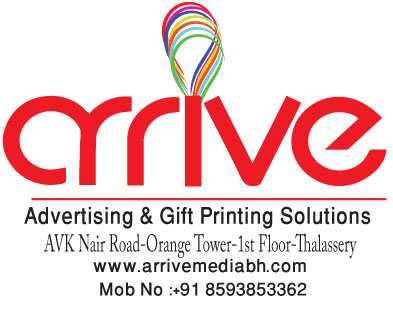 arrive
Advertising & Gift Printing Solutions
AVK Nair Road-Orange Tower-1st Floor-Thalassery
www.arrivemediabh.com
Mob No :+91 8593853362